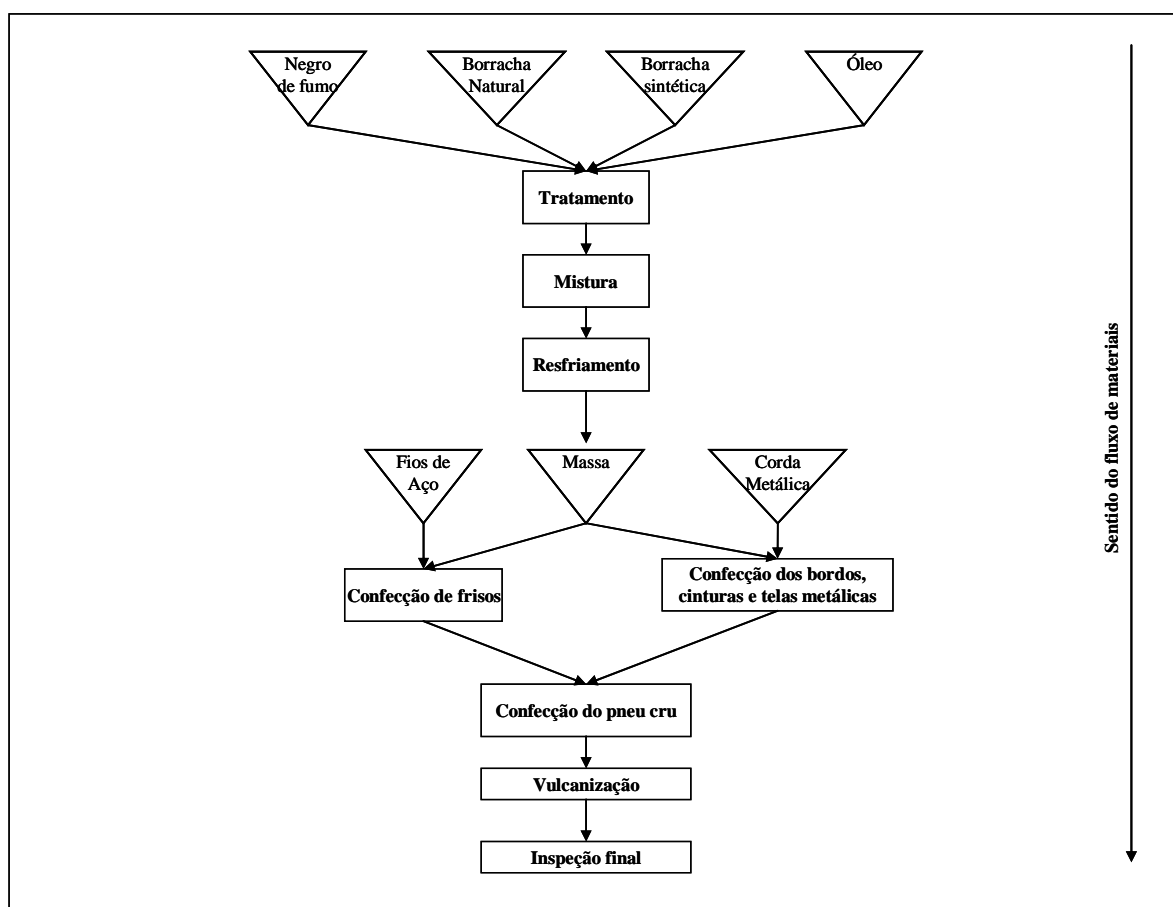 Negro
de fumo
Borracha
Natural
Borracha
sintética
Óleo
Tratamento
Mistura
Resfriamento
Fios de
Aço
Massa
Corda
Metálica
Confecção de frisos
Confecção dos bordos,
cinturas e telas metálicas
Confecção do pneu cru
Vulcanização
Inspeção final
Sentido do fluxo de materiais